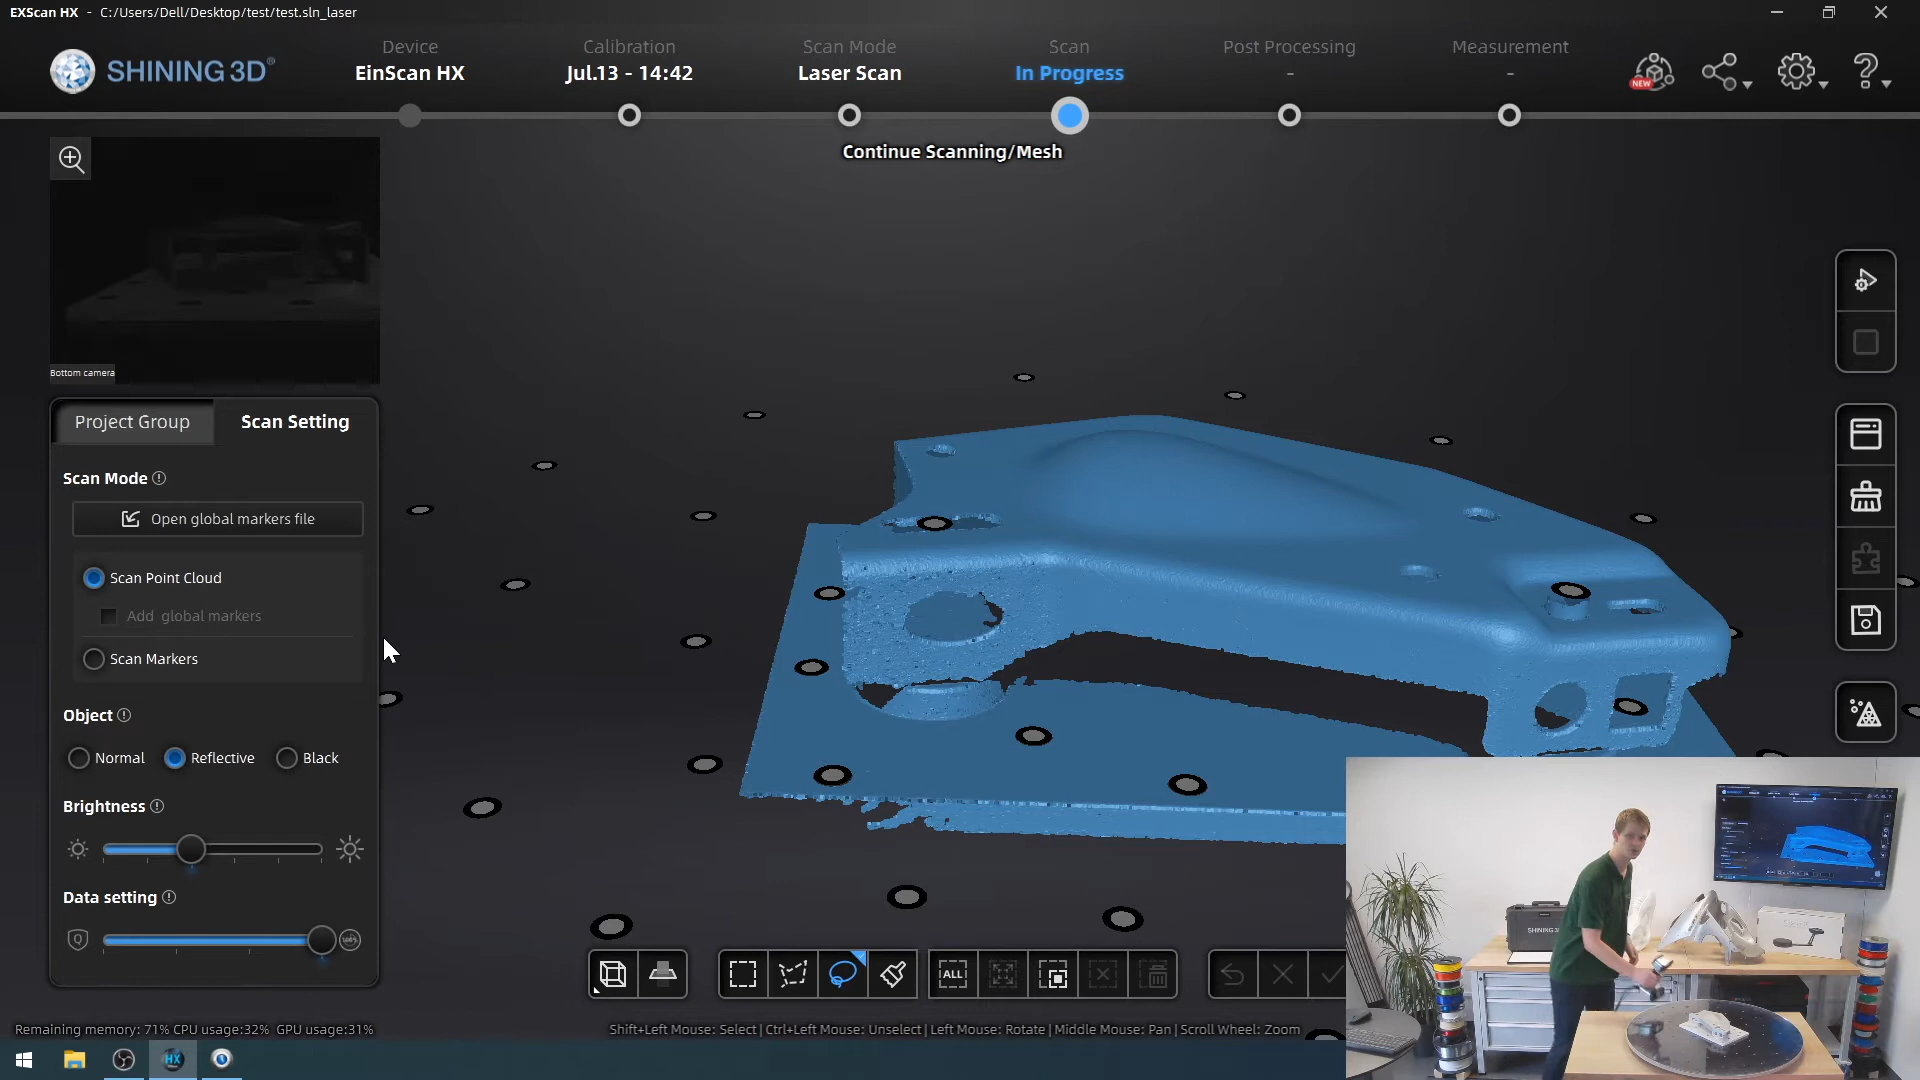 EXScan HX - C:/Users/Dell/Desktop/test/test.sln_laser
SHINING 3D®
Device
EinScan HX
Calibration
Jul.13 - 14:42
Scan Mode
Laser Scan
Scan
In Progress
Post Processing
-
Measurement
-
NEW
Continue Scanning/Mesh
Bottom camera
Project Group
Scan Setting
Scan Mode
Open global markers file
Scan Point Cloud
Add global markers
Scan Markers
Object
Normal
Reflective
Black
Brightness
Data setting
Q
100%
ALL
Remaining memory: 71% CPU usage:32% GPU usage:31%
Shift+Left Mouse: Select | Ctrl+Left Mouse: Unselect | Left Mouse: Rotate | Middle Mouse: Pan | Scroll Wheel: Zoom
HX
SHINING 3D